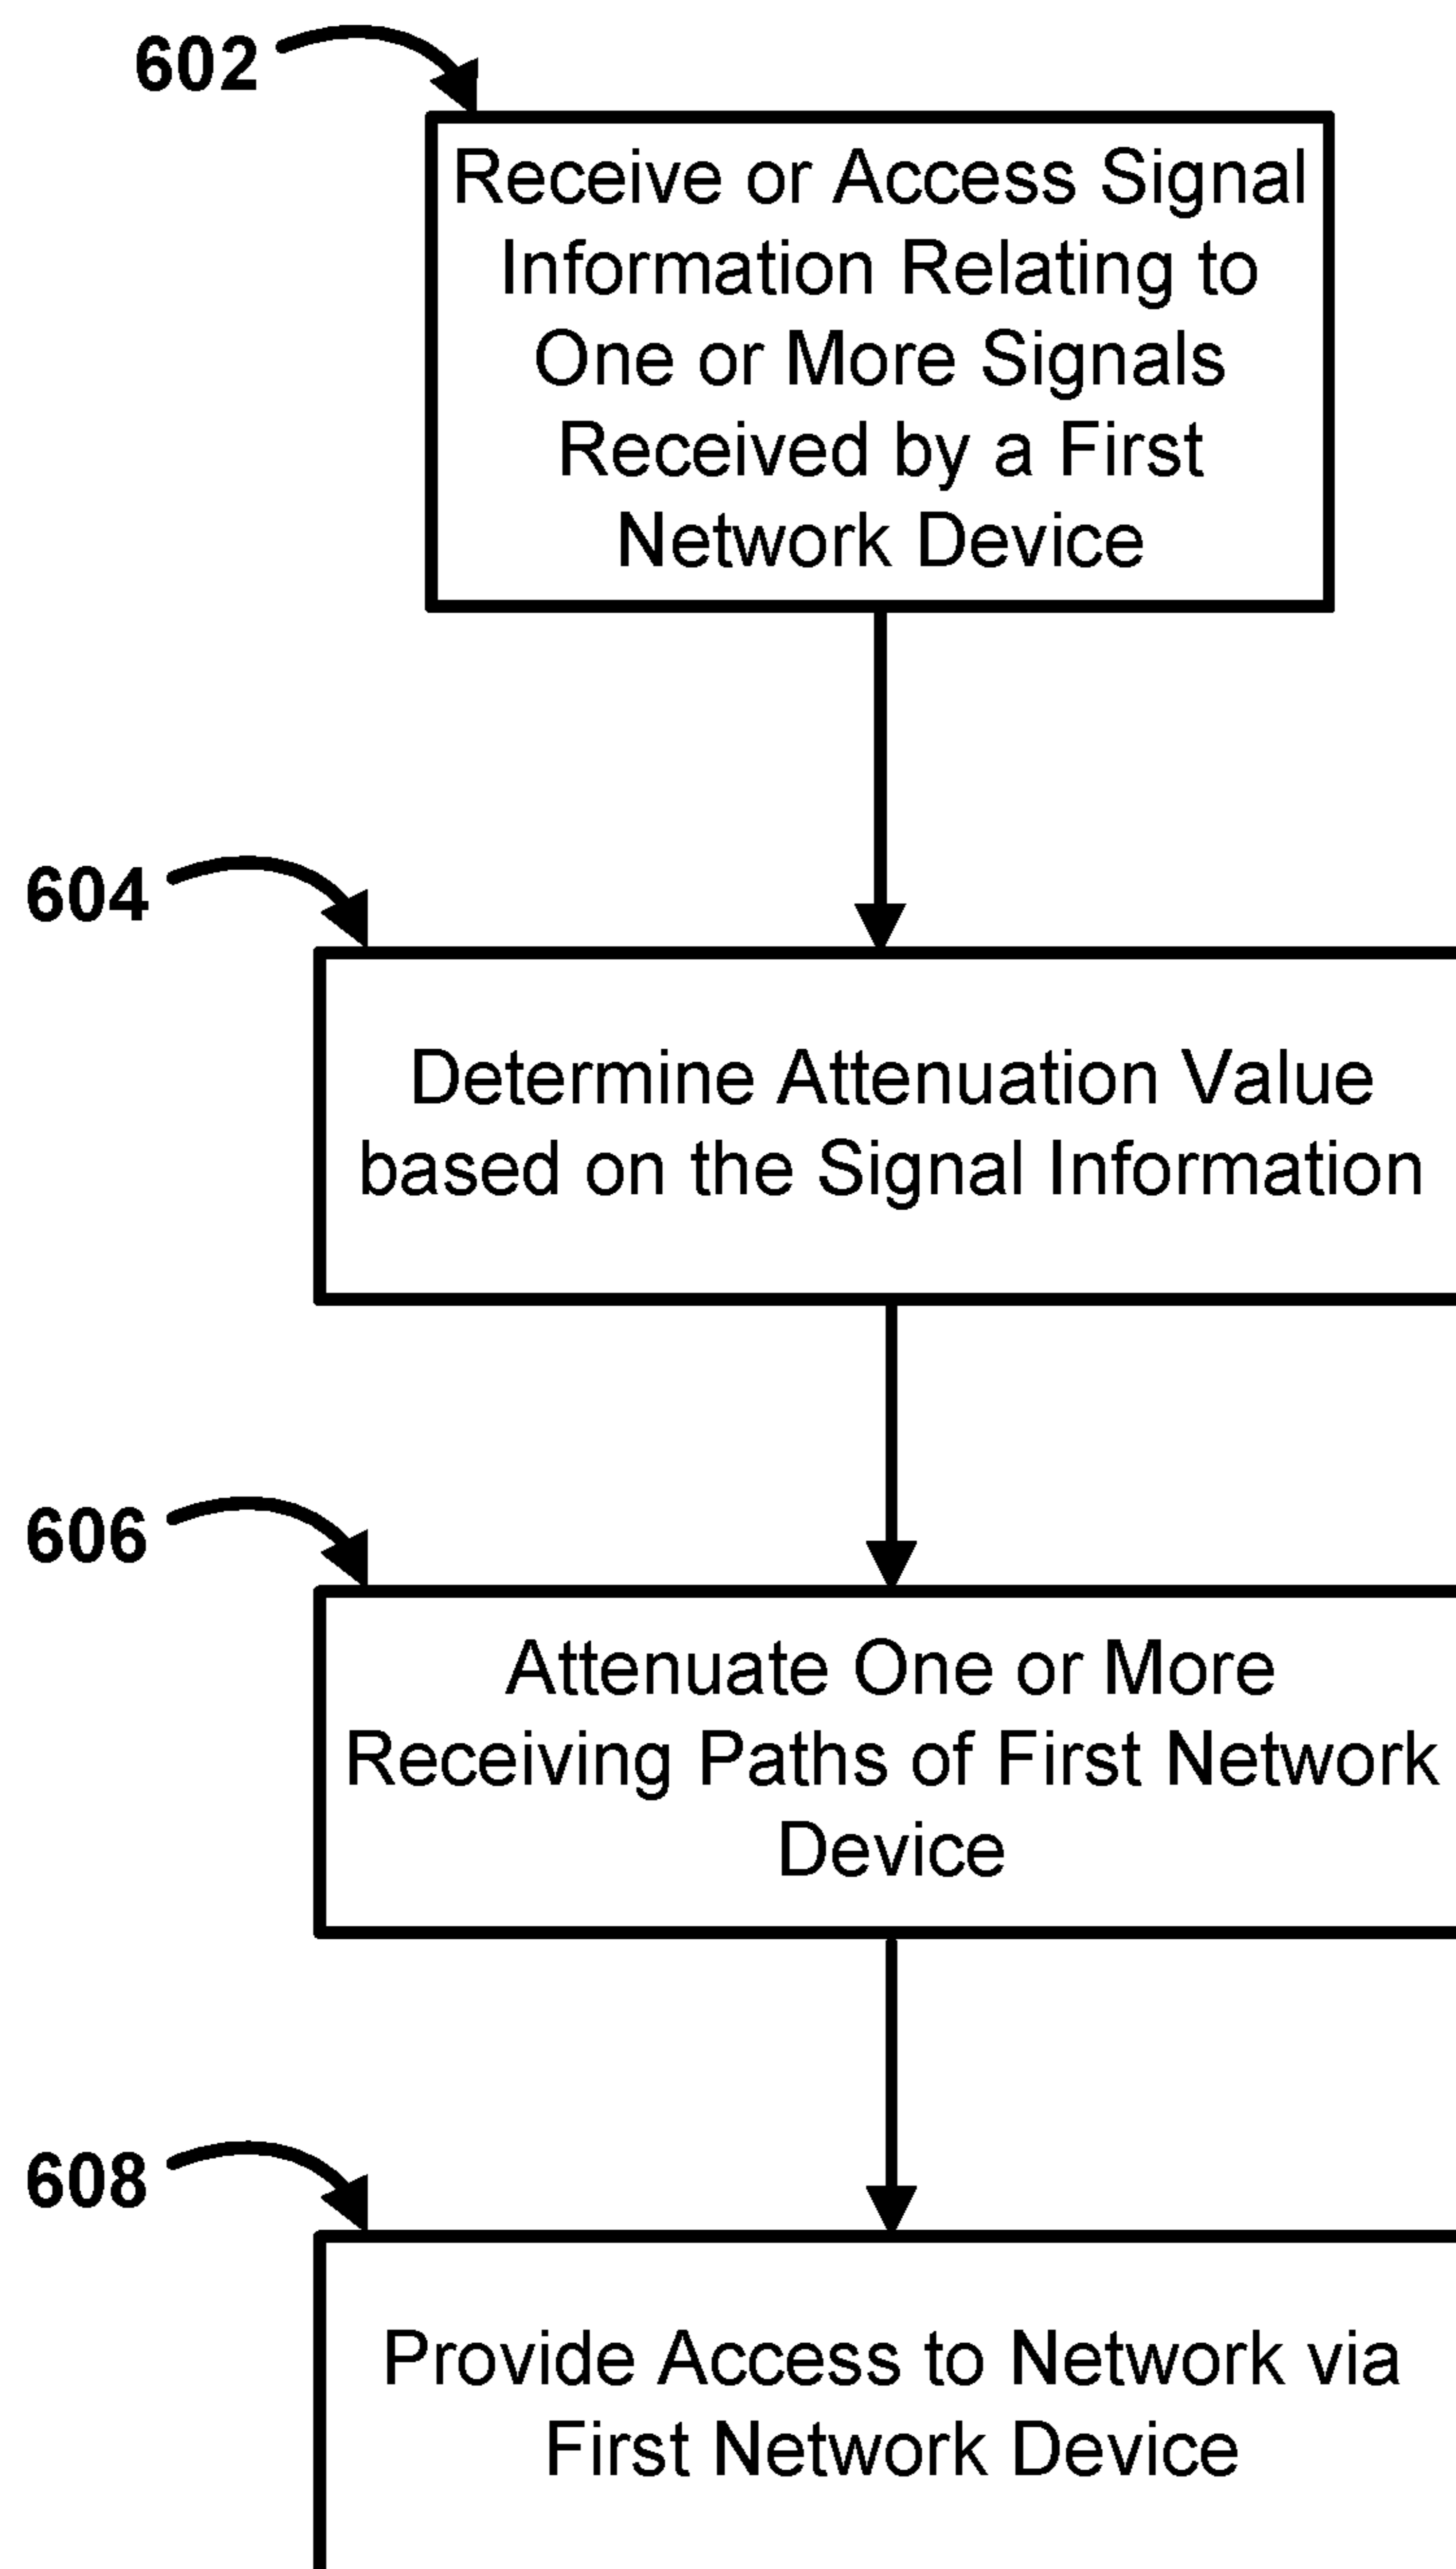 602
Receive or Access Signal
Information Relating to
One or More Signals
Received by a First
Network Device
604
Determine Attenuation Value
based on the Signal Information
606
Attenuate One or More
Receiving Paths of First Network
Device
608
Provide Access to Network via
First Network Device